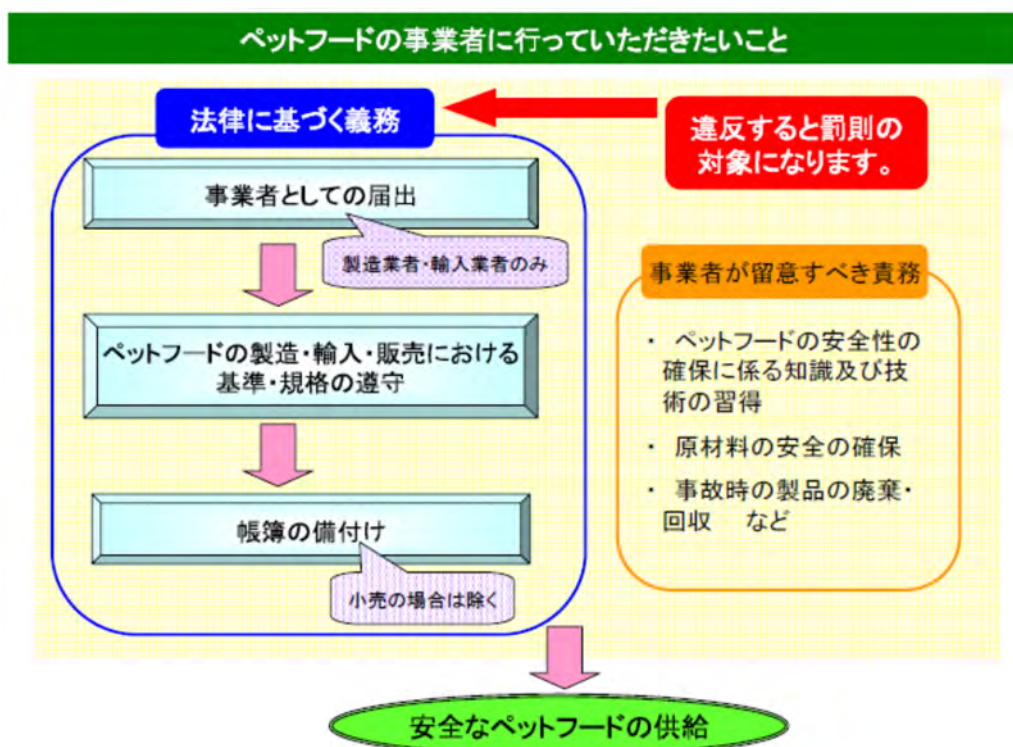 ペットフードの事業者に行っていただきたいこと
法律に基づく義務
違反すると罰則の
対象になります。
事業者としての届出
製造業者・輸入業者のみ
ペットフードの製造・輸入・販売における
基準・規格の遵守
帳簿の備付け
小売の場合は除く
事業者が留意すべき責務
・ ペットフードの安全性の
確保に係る知識及び技
術の習得
・ 原材料の安全の確保
・ 事故時の製品の廃棄・
回収 など
安全なペットフードの供給